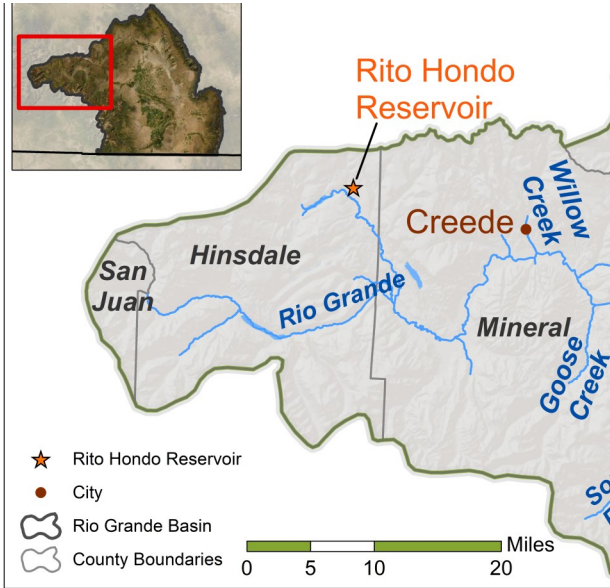 Rito Hondo
Reservoir
Willow
Creek
Creede
Hinsdale
San
Juan
Rio Grande
Mineral
Goose
Creek
Rito Hondo Reservoir
City
Rio Grande Basin
County Boundaries
Miles
0 5 10 20